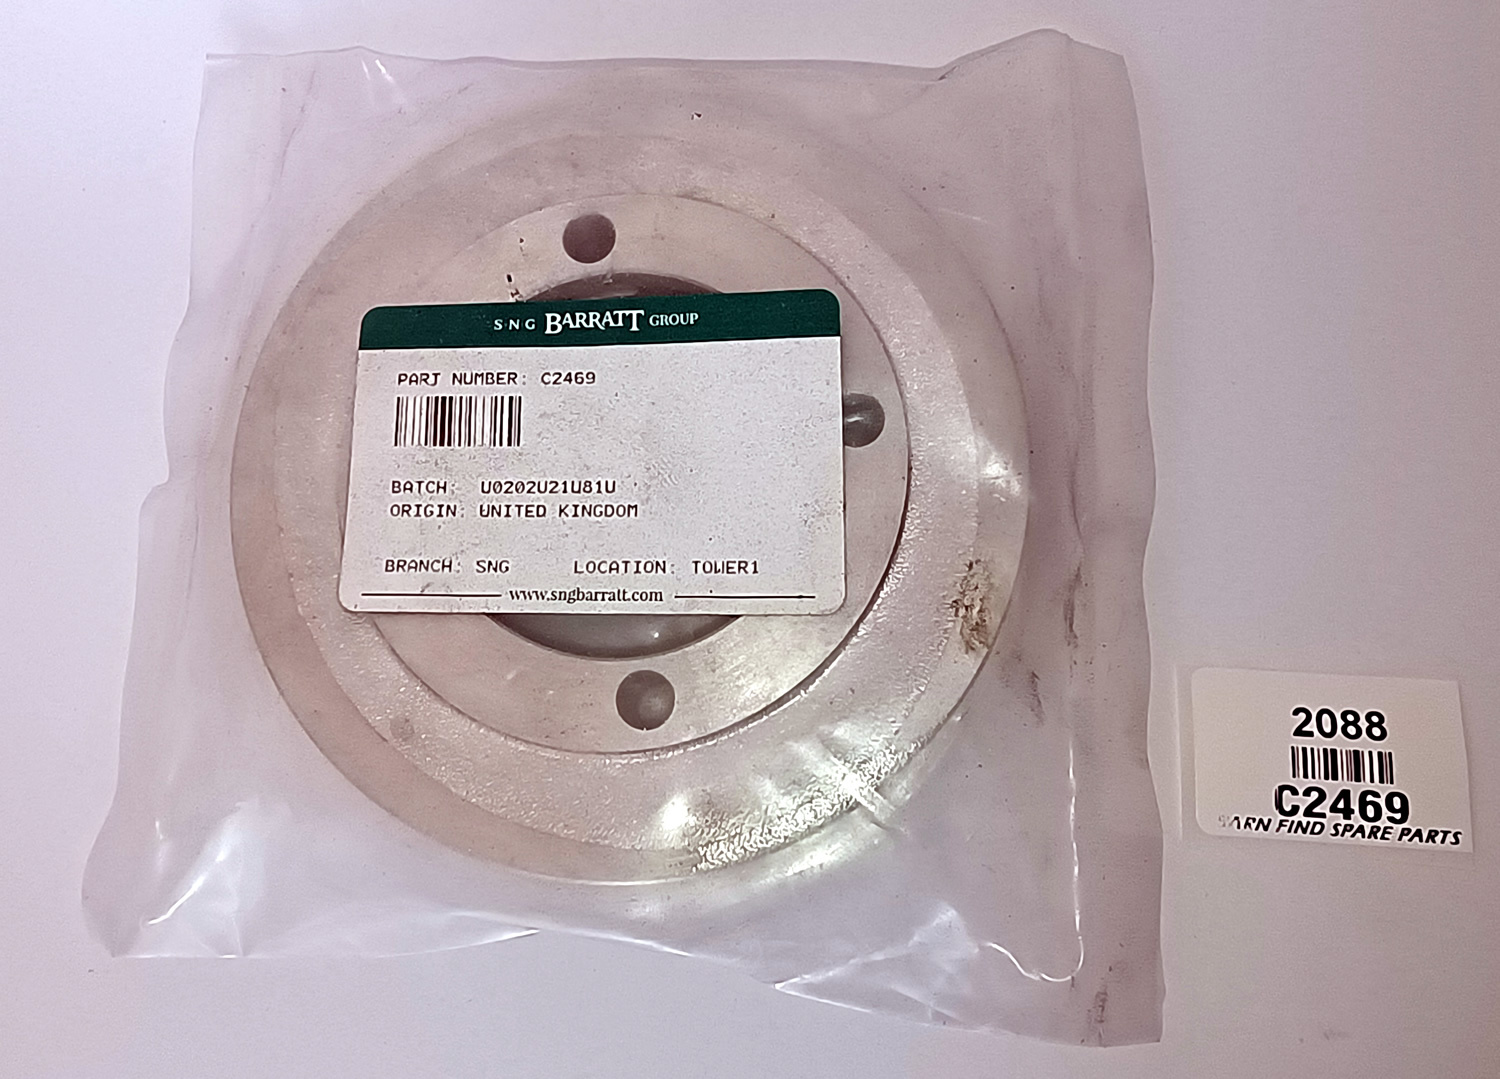 S·N·G BARRATT GROUP
PART NUMBER: C2469
BATCH: U0202U21U81U
ORIGIN: UNITED KINGDOM
BRANCH: SNG LOCATION: TOWER1
www.sngbarratt.com
2088
C2469
BARN FIND SPARE PARTS